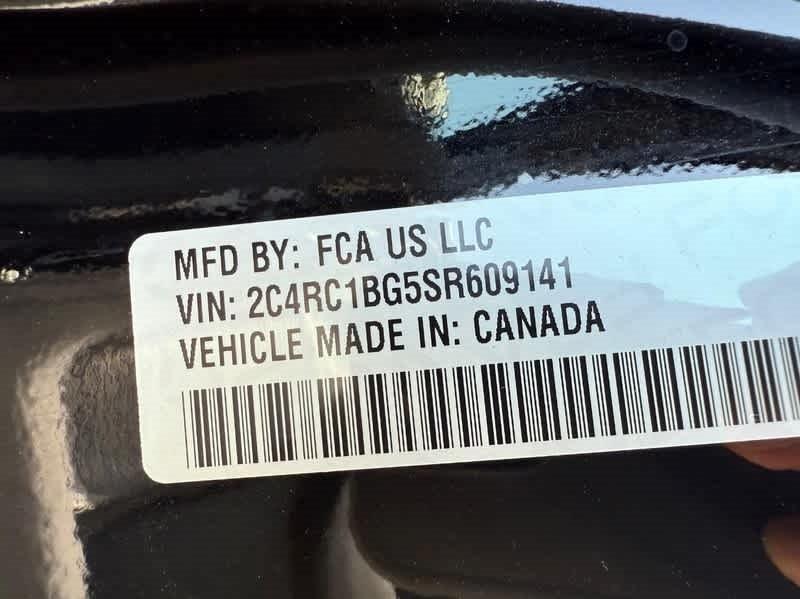 MFD BY: FCA US LLC
VIN: 2C4RC1BG5SR609141
VEHICLE MADE IN: CANADA